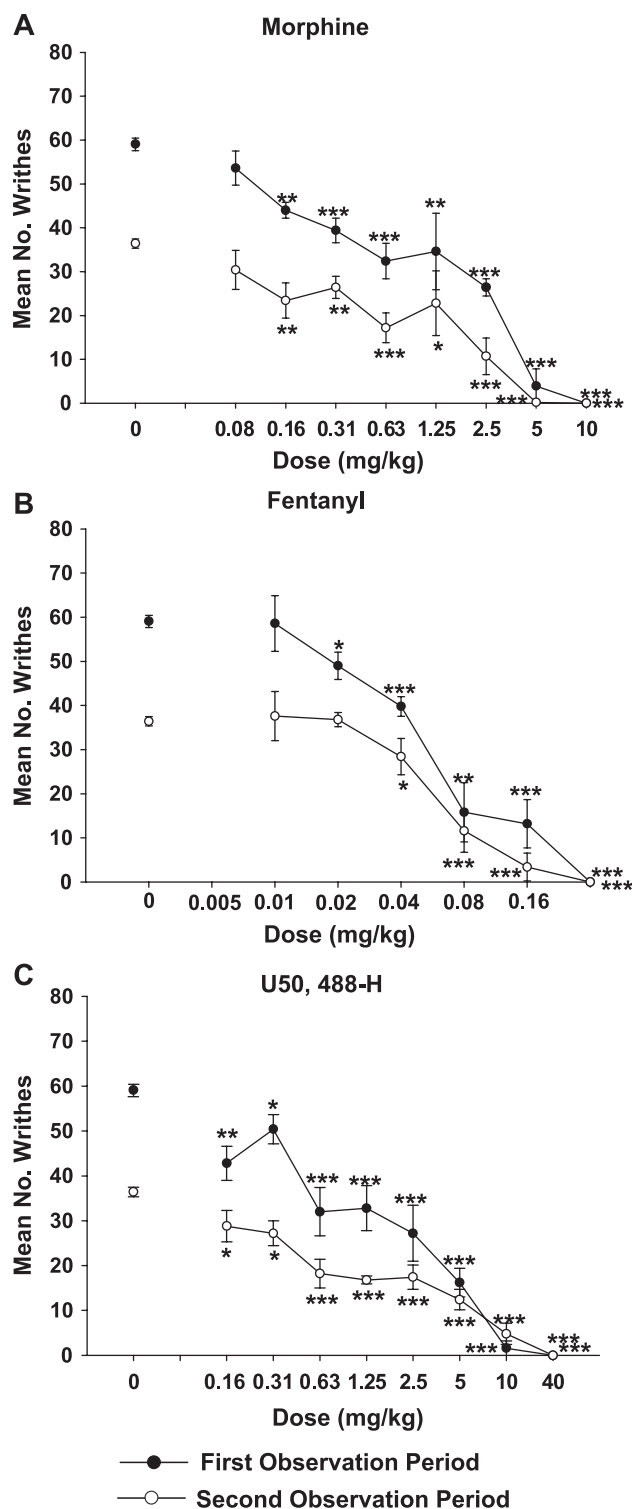 A
Morphine
80
70
60
50
40
30
20
10
0
Mean No. Writhes
** *** *** ** *** *** ***
** ** *** * *** *** ***
0 0.08 0.16 0.31 0.63 1.25 2.5 5 10
Dose (mg/kg)
B
Fentanyl
80
70
60
50
40
30
20
10
0
Mean No. Writhes
* *** ** *** ***
* *** *** ***
0 0.005 0.01 0.02 0.04 0.08 0.16
Dose (mg/kg)
C
U50, 488-H
80
70
60
50
40
30
20
10
0
Mean No. Writhes
** * *** *** *** *** *** ***
* * *** *** *** *** *** ***
0 0.16 0.31 0.63 1.25 2.5 5 10 40
Dose (mg/kg)
First Observation Period
Second Observation Period